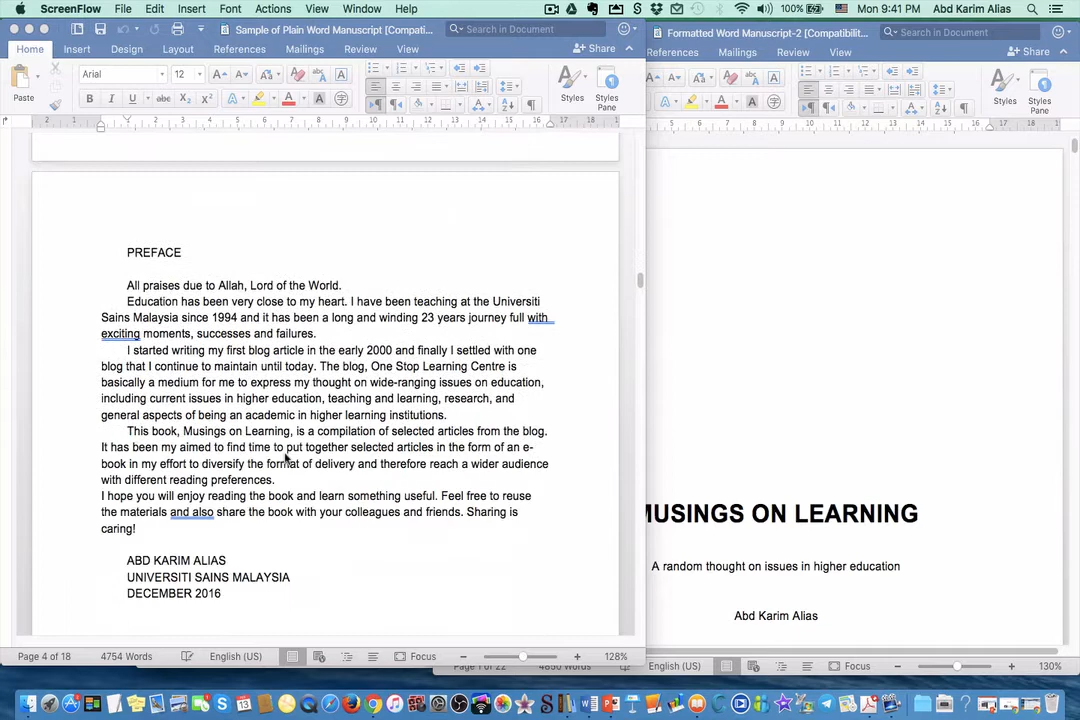 ScreenFlow File Edit Window Font Actions View Window Help 100% Mon 9:41 PM Abd Karim Alias
Sample of Plain Word Manuscript [Compati... Search in Document
Formatted Word Manuscript-2 [Compatibilit... Search in Document
Home Insert Design Layout References Mailings Review View Share
References Mailings Review View Share
Arial 12
Paste Styles Styles Pane
Styles Styles Pane
PREFACE
All praises due to Allah, Lord of the World.
Education has been very close to my heart. I have been teaching at the Universiti
Sains Malaysia since 1994 and it has been a long and winding 23 years journey full with
exciting moments, successes and failures.
I started writing my first blog article in the early 2000 and finally I settled with one
blog that I continue to maintain until today. The blog, One Stop Learning Centre is
basically a medium for me to express my thought on wide-ranging issues on education,
including current issues in higher education, teaching and learning, research, and
general aspects of being an academic in higher learning institutions.
This book, Musings on Learning, is a compilation of selected articles from the blog.
It has been my aimed to find time to put together selected articles in the form of an e-
book in my effort to diversify the format of delivery and therefore reach a wider audience
with different reading preferences.
I hope you will enjoy reading the book and learn something useful. Feel free to reuse
the materials and also share the book with your colleagues and friends. Sharing is
caring!
ABD KARIM ALIAS
UNIVERSITI SAINS MALAYSIA
DECEMBER 2016
MUSINGS ON LEARNING
A random thought on issues in higher education
Abd Karim Alias
Page 4 of 18 4754 Words English (US) Focus 128%
Page 1 of 22 4850 Words English (US) Focus 130%